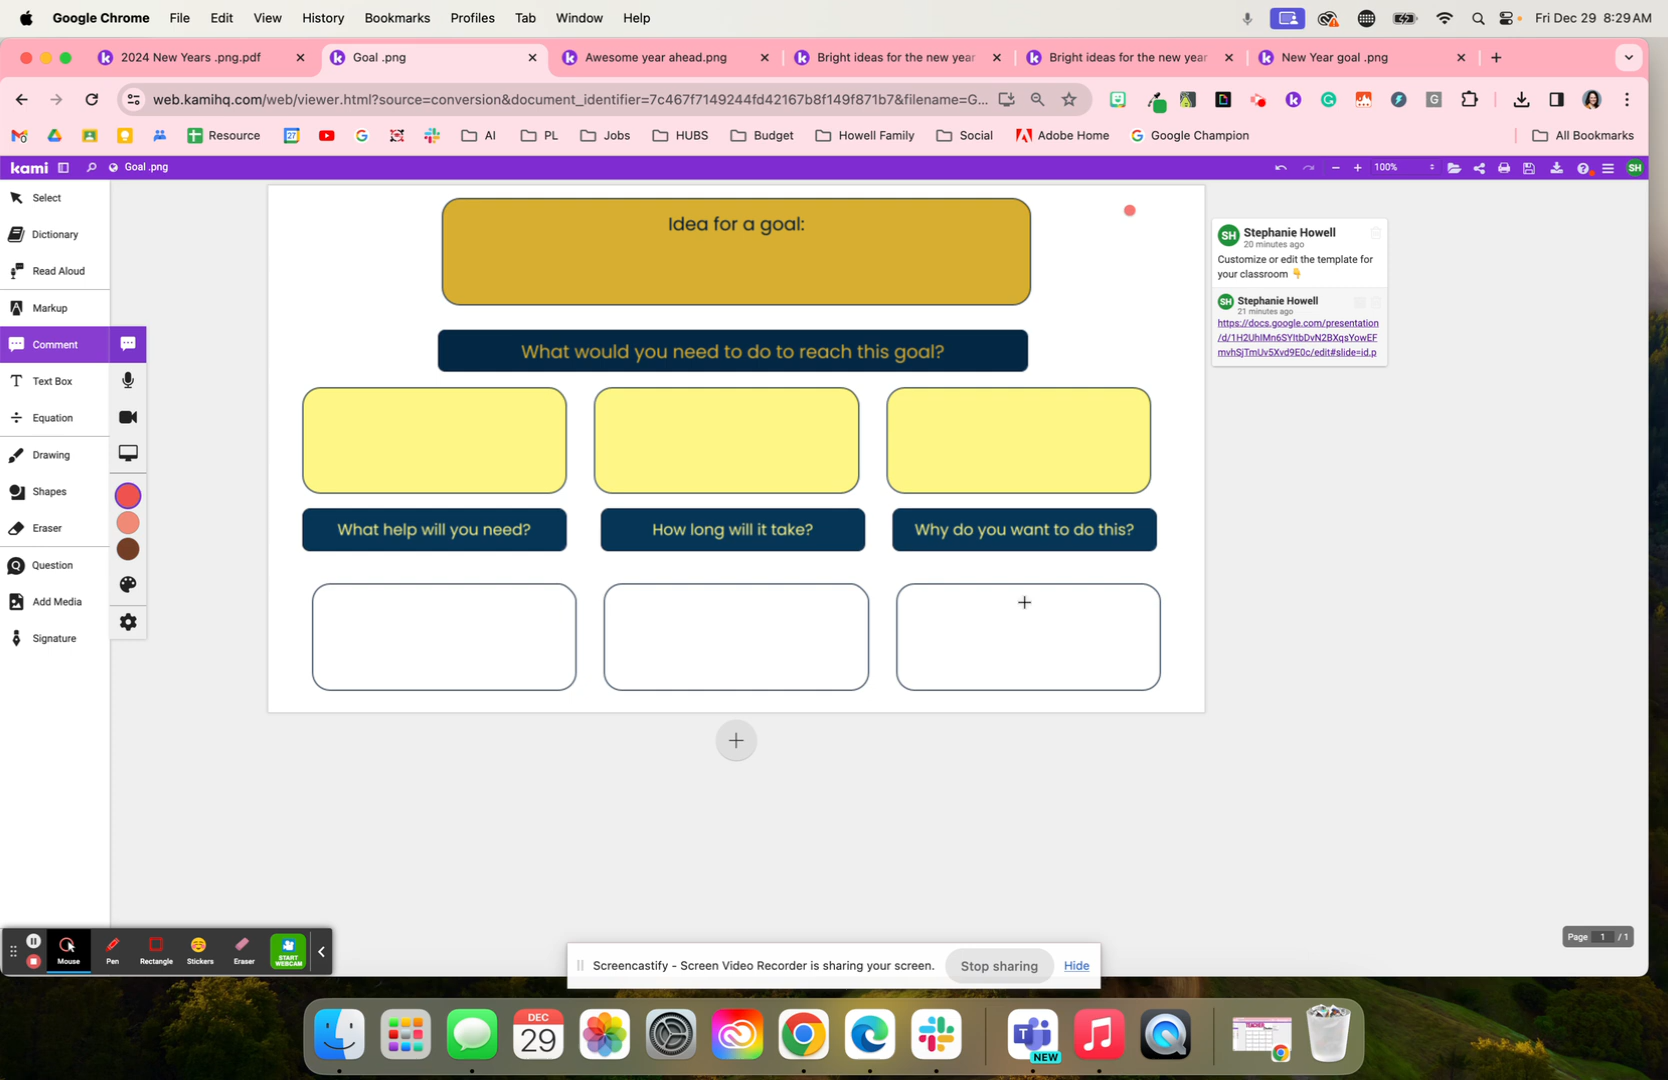 Google Chrome File Edit View History Bookmarks Profiles Tab Window Help Fri Dec 29 8:29 AM
2024 New Years .png.pdf Goal .png Awesome year ahead.png Bright ideas for the new year Bright ideas for the new year New Year goal .png
web.kamihq.com/web/viewer.html?source=conversion&document_identifier=7c467f7149244fd42167b8f149f871b7&filename=G...
Resource 27 AI PL Jobs HUBS Budget Howell Family Social Adobe Home Google Champion All Bookmarks
kami Goal .png 100% SH
Select
Dictionary
Read Aloud
Markup
Comment
Text Box
Equation
Drawing
Shapes
Eraser
Question
Add Media
Signature
Idea for a goal:
What would you need to do to reach this goal?
What help will you need? How long will it take? Why do you want to do this?
SH Stephanie Howell
20 minutes ago
Customize or edit the template for
your classroom
SH Stephanie Howell
21 minutes ago
https://docs.google.com/presentation
/d/1H2UhIMn6SYItbDvN2BXqsYowEF
mvhSjTmUv5Xvd9E0c/edit#slide=id.p
Page 1 / 1
Mouse Pen Rectangle Stickers Eraser START WEBCAM
Screencastify - Screen Video Recorder is sharing your screen. Stop sharing Hide
DEC
29
NEW